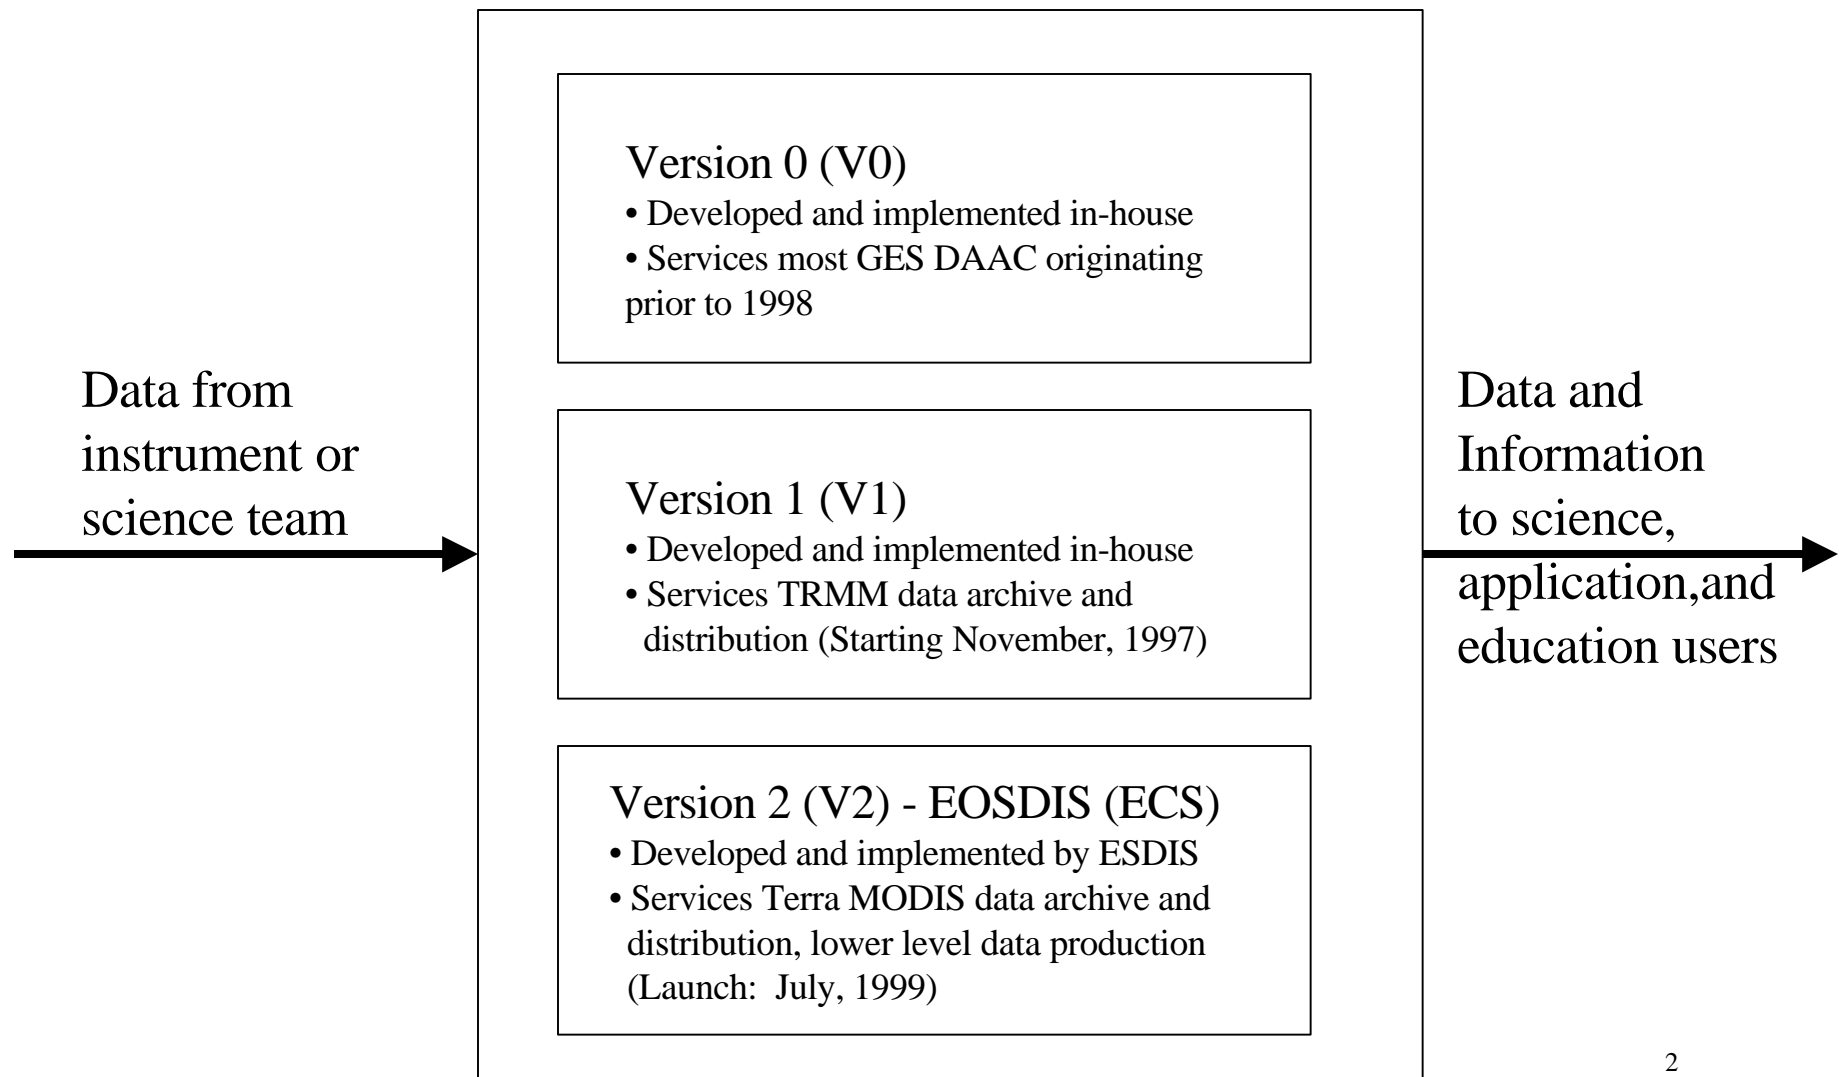 Data from
instrument or
science team
Version 0 (V0)
• Developed and implemented in-house
• Services most GES DAAC originating
prior to 1998
Version 1 (V1)
• Developed and implemented in-house
• Services TRMM data archive and
distribution (Starting November, 1997)
Version 2 (V2) - EOSDIS (ECS)
• Developed and implemented by ESDIS
• Services Terra MODIS data archive and
distribution, lower level data production
(Launch:  July, 1999)
Data and
Information
to science,
application,and
education users
2